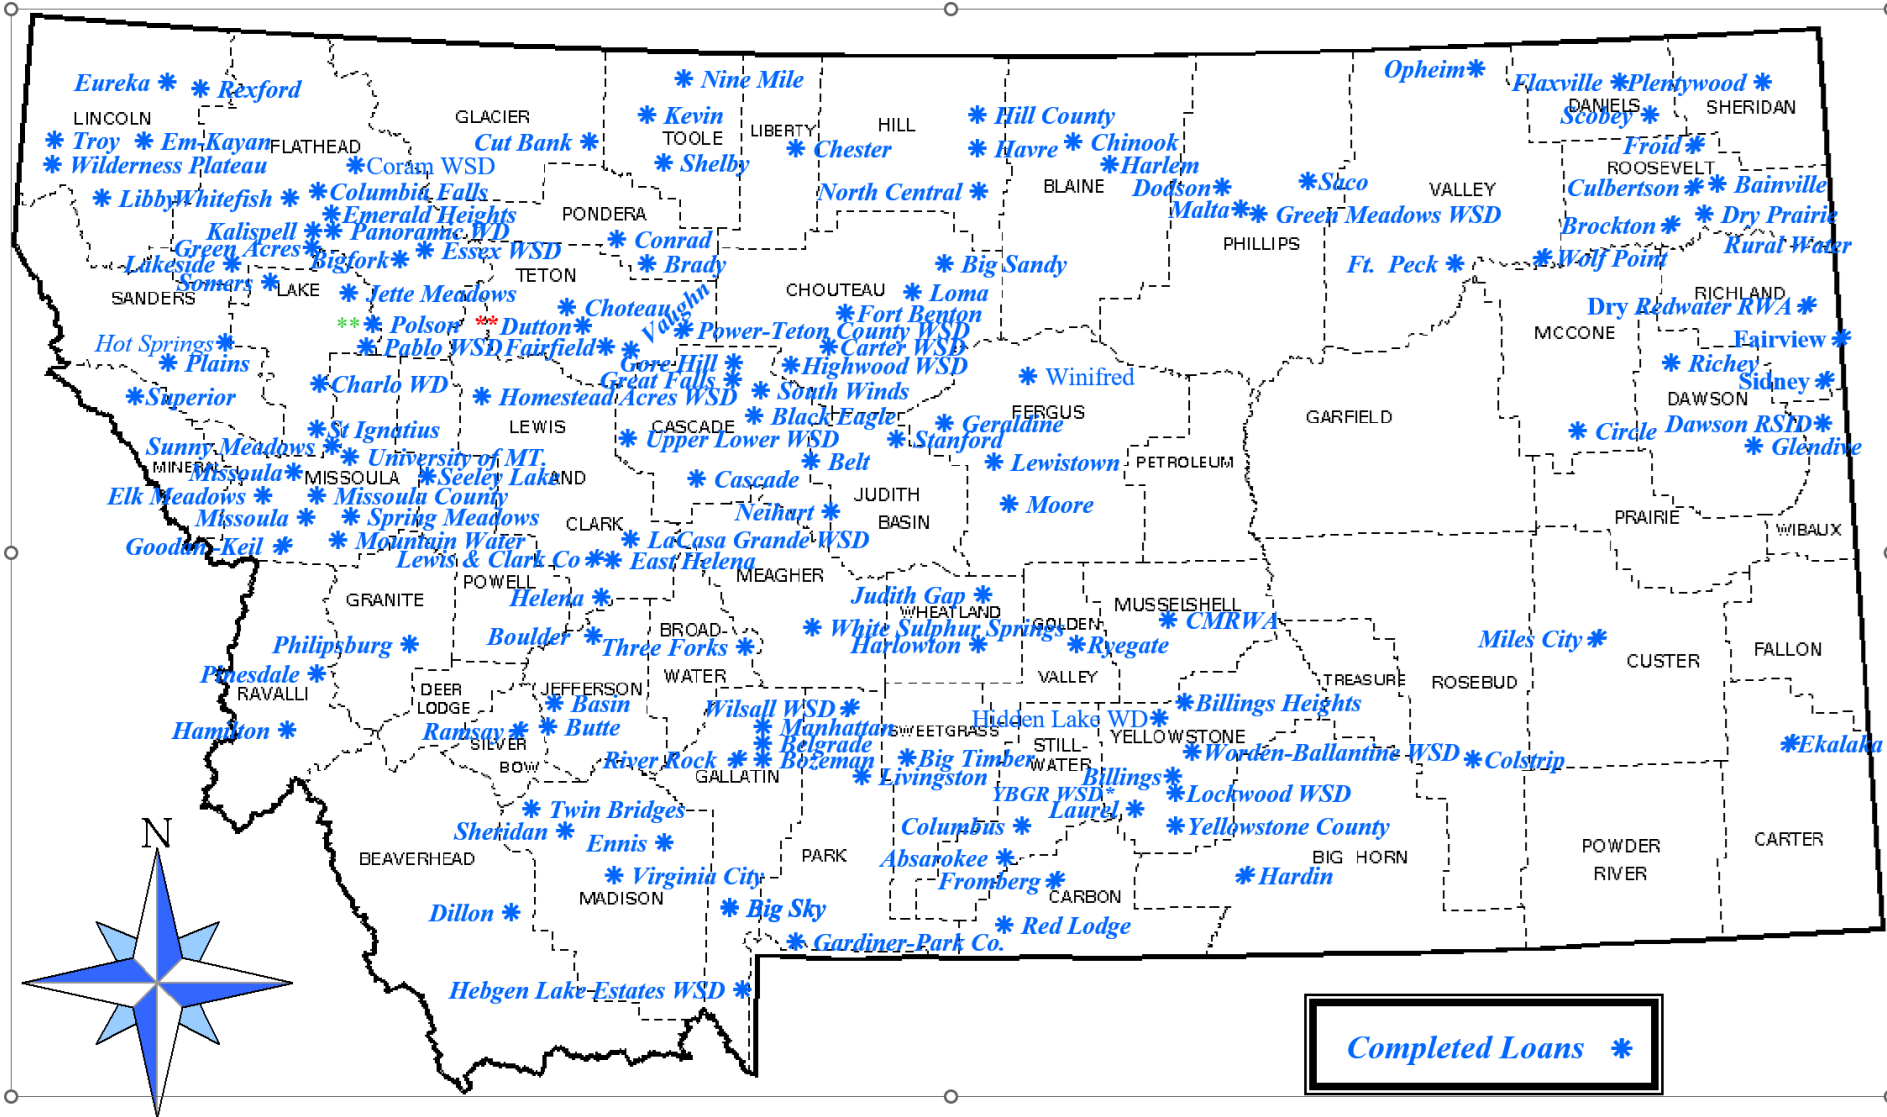 Eureka * * Rexford
LINCOLN
* Troy * Em-Kayan
* Wilderness Plateau
* Libby
Whitefish *
FLATHEAD
* Coram WSD
* Columbia Falls
* Emerald Heights
Kalispell * * Panoramic WD
Green Acres *
Bigfork * * Essex WSD
Lakeside *
Somers *
LAKE
SANDERS
* Jette Meadows
** * Polson
* Pablo WSD
Hot Springs *
* Plains
* Superior
* Charlo WD
* St Ignatius
Sunny Meadows *
* University of MT.
MINERAL
Missoula *
MISSOULA
* Seeley Lake
Elk Meadows * * Missoula County
Missoula * * Spring Meadows
Goodan-Keil * * Mountain Water
GLACIER
Cut Bank *
* Nine Mile
* Kevin
TOOLE
* Shelby
LIBERTY
* Chester
HILL
* Hill County
* Havre
North Central *
PONDERA
* Conrad
* Brady
TETON
* Choteau
** Dutton *
Fairfield *
* Vaughn
* Power-Teton County WSD
CHOUTEAU
* Big Sandy
* Loma
* Fort Benton
* Carter WSD
Gore Hill *
* Highwood WSD
Great Falls *
* South Winds
* Homestead Acres WSD
* Black Eagle
CASCADE
* Upper Lower WSD
* Belt
* Cascade
Neihart *
LEWIS
AND
CLARK
* LaCasa Grande WSD
Lewis & Clark Co * * East Helena
Helena *
* Chinook
* Harlem
BLAINE
Dodson *
Malta * * Green Meadows WSD
* Saco
PHILLIPS
Opheim *
VALLEY
Ft. Peck *
Flaxville *
DANIELS
Scobey *
Plentywood *
SHERIDAN
Froid *
ROOSEVELT
Culbertson * * Bainville
Brockton * * Dry Prairie
Rural Water
* Wolf Point
RICHLAND
Dry Redwater RWA *
MCCONE
Fairview *
* Richey
Sidney *
DAWSON
* Circle
Dawson RSID *
* Glendive
* Winifred
FERGUS
* Geraldine
* Stanford
* Lewistown
* Moore
JUDITH
BASIN
PETROLEUM
GARFIELD
PRAIRIE
WIBAUX
POWELL
GRANITE
Philipsburg *
Pinesdale *
RAVALLI
Hamilton *
DEER
LODGE
Boulder *
JEFFERSON
* Basin
Ramsay * * Butte
SILVER
BOW
BROAD-
WATER
Three Forks *
MEAGHER
* White Sulphur Springs
Judith Gap *
WHEATLAND
Harlowton *
GOLDEN
VALLEY
* Ryegate
MUSSELSHELL
* CMRWA
Wilsall WSD *
* Manhattan
* Belgrade
River Rock * * Bozeman
GALLATIN
SWEETGRASS
* Big Timber
* Livingston
STILL-
WATER
Hidden Lake WD *
* Billings Heights
YELLOWSTONE
* Worden-Ballantine WSD
Billings *
YBGR WSD*
* Lockwood WSD
Laurel *
* Yellowstone County
TREASURE
ROSEBUD
* Colstrip
Miles City *
CUSTER
FALLON
* Ekalaka
POWDER
RIVER
CARTER
BIG HORN
* Hardin
Columbus *
Absarokee *
Fromberg *
CARBON
* Red Lodge
PARK
* Gardiner-Park Co.
* Twin Bridges
Sheridan *
Ennis *
* Virginia City
MADISON
BEAVERHEAD
Dillon *
* Big Sky
Hebgen Lake Estates WSD *
N
Completed Loans *